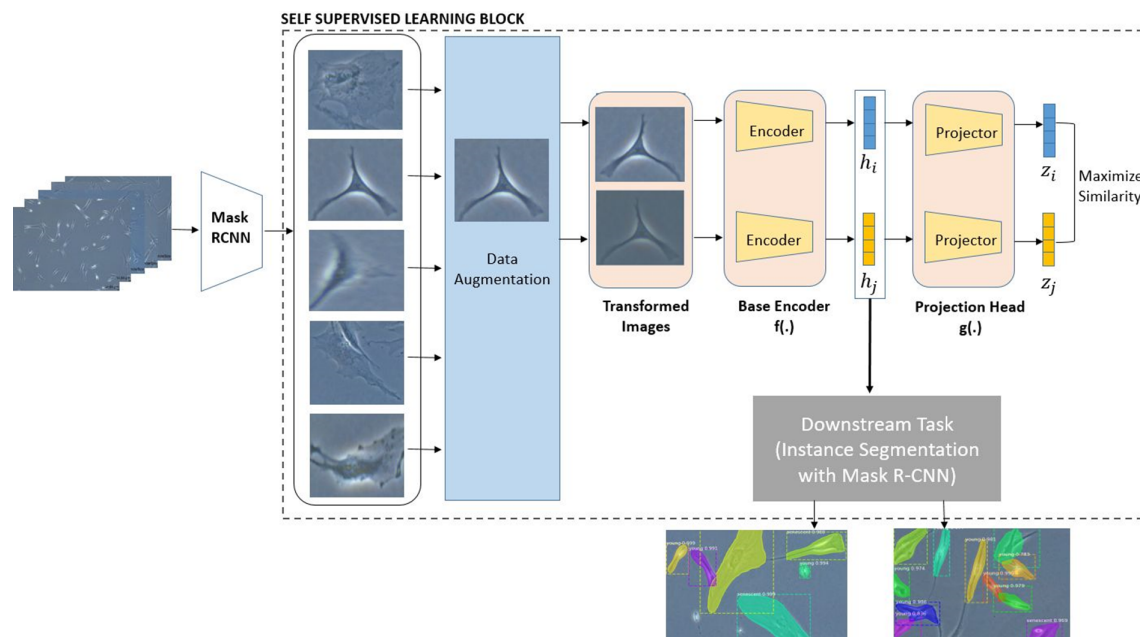 SELF SUPERVISED LEARNING BLOCK
Mask
RCNN
Data
Augmentation
Transformed
Images
Encoder
Encoder
Base Encoder
f(.)
h_i
h_j
Projector
Projector
Projection Head
g(.)
z_i
z_j
Maximize
Similarity
Downstream Task
(Instance Segmentation
with Mask R-CNN)